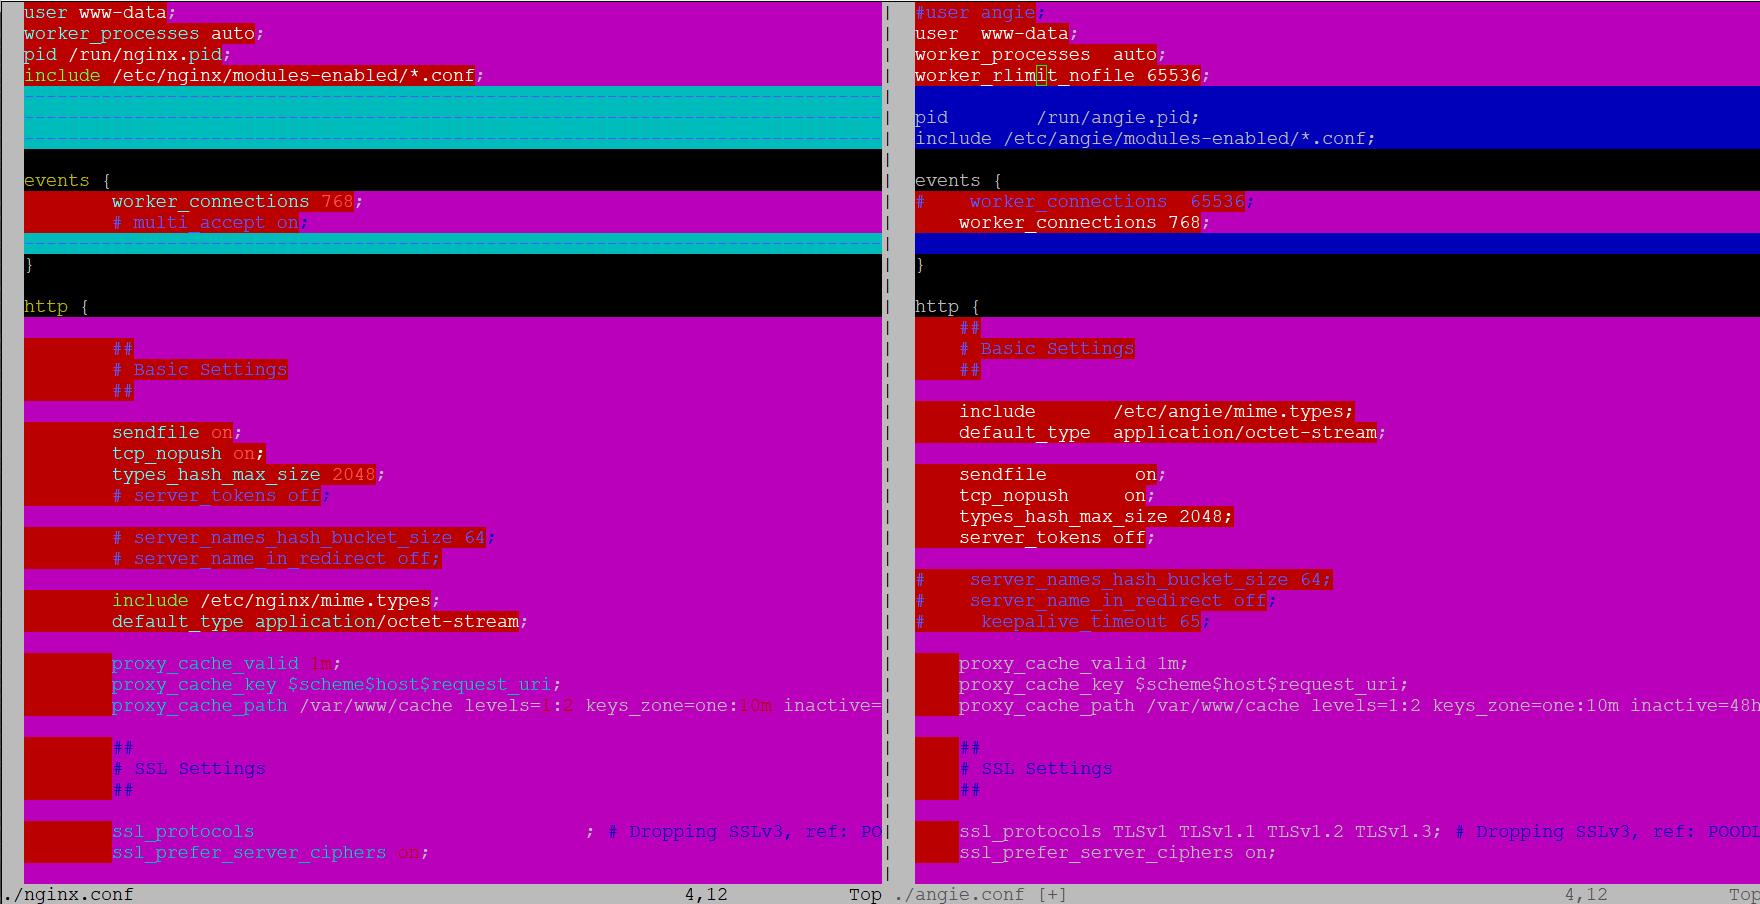 user www-data;
worker_processes auto;
pid /run/nginx.pid;
include /etc/nginx/modules-enabled/*.conf;
events {
worker_connections 768;
# multi_accept on;
}
http {
##
# Basic Settings
##
sendfile on;
tcp_nopush on;
types_hash_max_size 2048;
# server_tokens off;
# server_names_hash_bucket_size 64;
# server_name_in_redirect off;
include /etc/nginx/mime.types;
default_type application/octet-stream;
proxy_cache_valid 1m;
proxy_cache_key $scheme$host$request_uri;
proxy_cache_path /var/www/cache levels=1:2 keys_zone=one:10m inactive=
##
# SSL Settings
##
ssl_protocols ; # Dropping SSLv3, ref: PO
ssl_prefer_server_ciphers on;
./nginx.conf 4,12 Top
#user angie;
user  www-data;
worker_processes  auto;
worker_rlimit_nofile 65536;
pid        /run/angie.pid;
include /etc/angie/modules-enabled/*.conf;
events {
#    worker_connections  65536;
worker_connections 768;
}
http {
##
# Basic Settings
##
include       /etc/angie/mime.types;
default_type  application/octet-stream;
sendfile        on;
tcp_nopush     on;
types_hash_max_size 2048;
server_tokens off;
#    server_names_hash_bucket_size 64;
#    server_name_in_redirect off;
#     keepalive_timeout 65;
proxy_cache_valid 1m;
proxy_cache_key $scheme$host$request_uri;
proxy_cache_path /var/www/cache levels=1:2 keys_zone=one:10m inactive=48h
##
# SSL Settings
##
ssl_protocols TLSv1 TLSv1.1 TLSv1.2 TLSv1.3; # Dropping SSLv3, ref: POODL
ssl_prefer_server_ciphers on;
./angie.conf [+] 4,12 Top